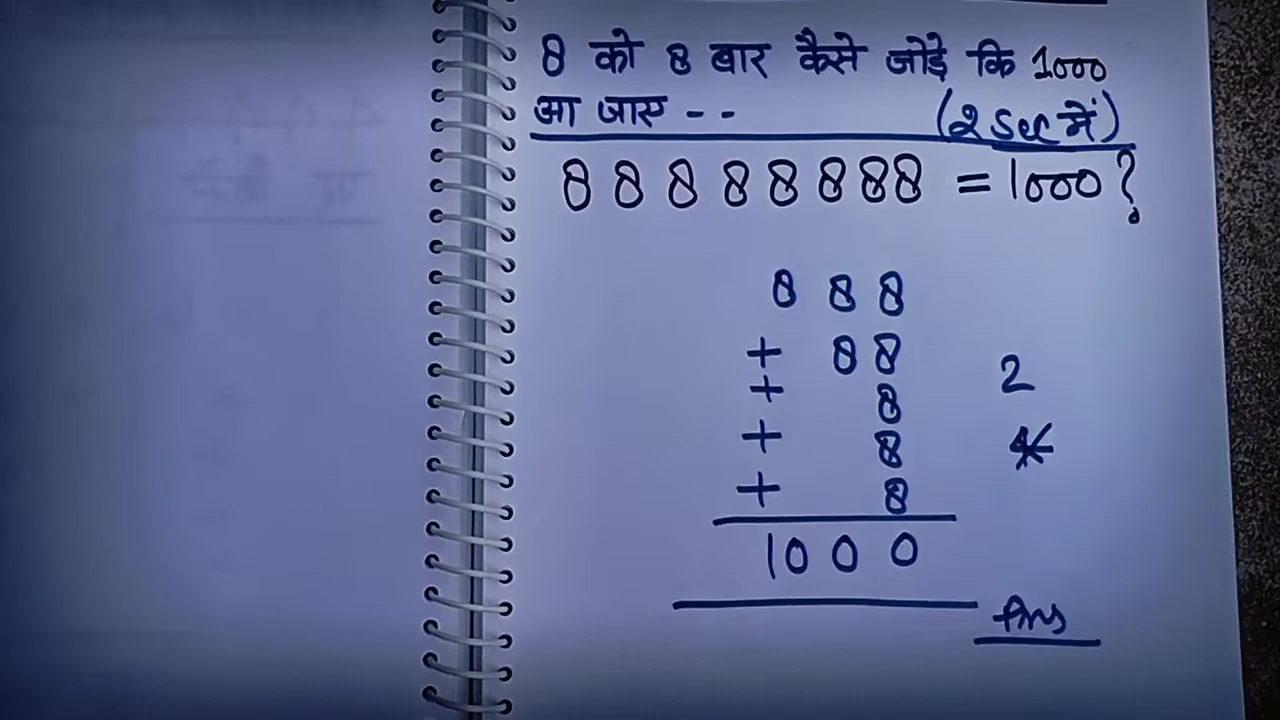 8 को 8 बार कैसे जोड़े कि 1000
आ जाए - - (2 Sec में)
8 8 8 8 8 8 8 8 = 1000 ?
8 8 8
+ 8 8 2
+ 8
+ 8
+ 8
1 0 0 0
Ans